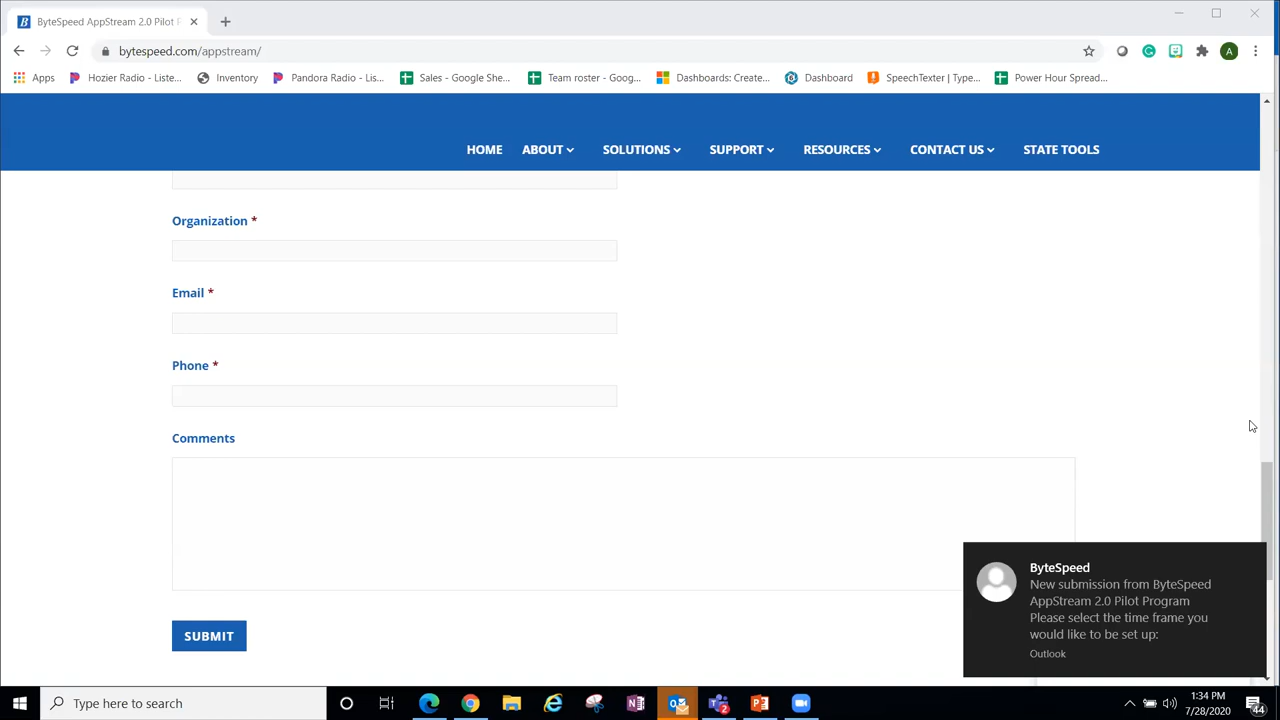 ByteSpeed AppStream 2.0 Pilot P
bytespeed.com/appstream/
A
Apps
Hozier Radio - Liste...
Inventory
Pandora Radio - Lis...
Sales - Google She...
Team roster - Goog...
Dashboards: Create...
Dashboard
SpeechTexter | Type...
Power Hour Spread...
HOME
ABOUT
SOLUTIONS
SUPPORT
RESOURCES
CONTACT US
STATE TOOLS
Organization *
Email *
Phone *
Comments
SUBMIT
ByteSpeed
New submission from ByteSpeed
AppStream 2.0 Pilot Program
Please select the time frame you
would like to be set up:
Outlook
Type here to search
1:34 PM
7/28/2020
44